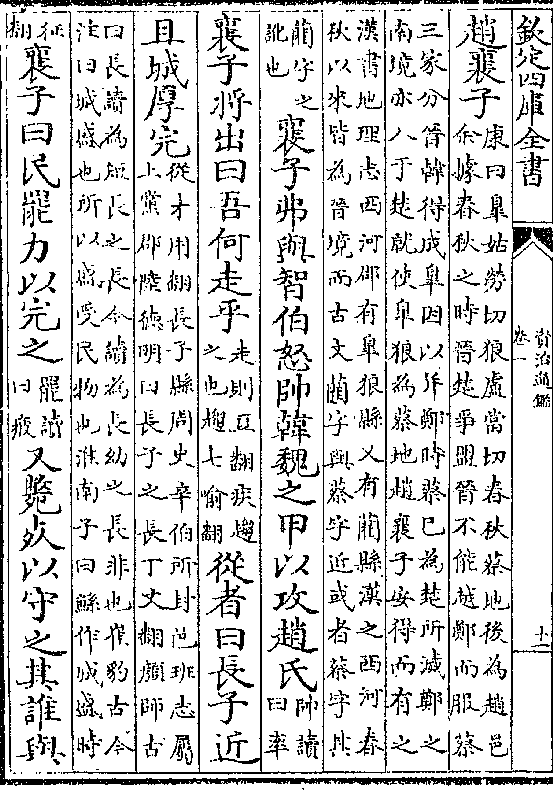 欽定四庫全書
資治通鑑
卷一
十一
趙襄子
康曰臯姑勞切狼盧當切春秋蔡地後為趙邑
余據春秋之時晉楚爭盟晉不能越鄭而服蔡
三家分晉韓得成臯因以并鄭時蔡已為楚所滅鄭之
南境亦入于楚就使臯狼為蔡地趙襄子安得而有之
漢書地理志西河郡有臯狼縣又有藺縣漢之西河春
秋以來皆為晉境而古文藺字與蔡字近或者蔡字其
藺字之
訛也
襄子弗與智伯怒帥韓魏之甲以攻趙氏
帥讀
曰率
襄子將出曰吾何走乎
走則豆翻疾趨
之也趨七喻翻
從者曰長子近
且城厚完
從才用翻長子縣周史辛伯所封邑班志屬
上黨郡陸德明曰長子之長丁丈翻顔師古
曰長讀為短長之長今讀為長幼之長非也崔豹古今
注曰城盛也所以盛受民物也淮南子曰鯀作城盛時
征
翻
襄子曰民罷力以完之
罷讀
曰疲
又斃死以守之其誰與